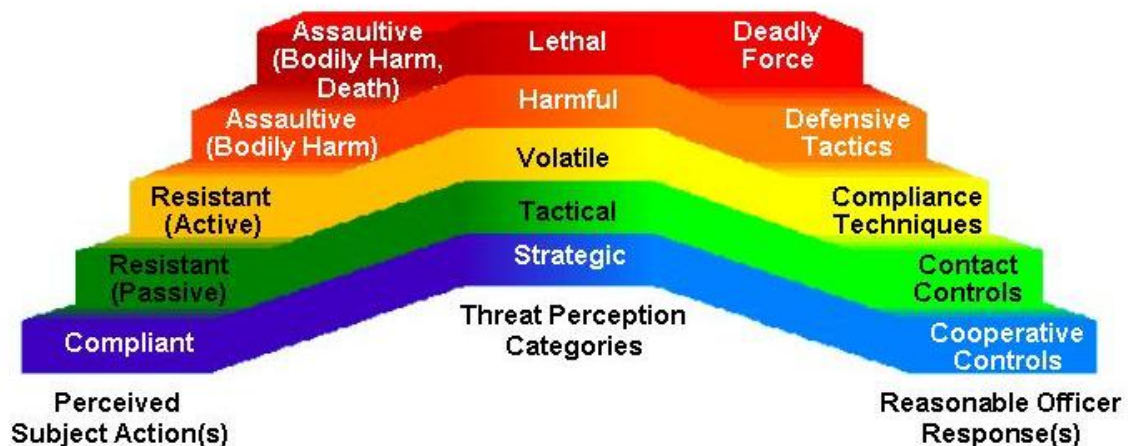 Assaultive
(Bodily Harm,
Death)
Lethal
Deadly
Force
Assaultive
(Bodily Harm)
Harmful
Defensive
Tactics
Resistant
(Active)
Volatile
Compliance
Techniques
Resistant
(Passive)
Tactical
Contact
Controls
Compliant
Strategic
Cooperative
Controls
Perceived
Subject Action(s)
Threat Perception
Categories
Reasonable Officer
Response(s)